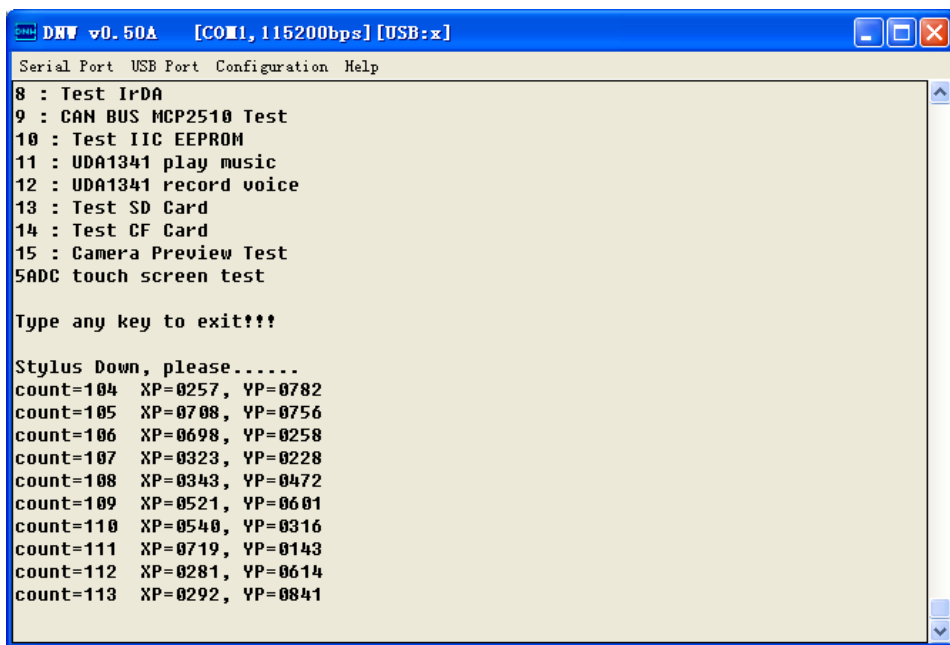 DNW v0.50A [COM1,115200bps][USB:x]
Serial Port USB Port Configuration Help
8 : Test IrDA
9 : CAN BUS MCP2510 Test
10 : Test IIC EEPROM
11 : UDA1341 play music
12 : UDA1341 record voice
13 : Test SD Card
14 : Test CF Card
15 : Camera Preview Test
5ADC touch screen test
Type any key to exit!!!
Stylus Down, please......
count=104 XP=0257, YP=0782
count=105 XP=0708, YP=0756
count=106 XP=0698, YP=0258
count=107 XP=0323, YP=0228
count=108 XP=0343, YP=0472
count=109 XP=0521, YP=0601
count=110 XP=0540, YP=0316
count=111 XP=0719, YP=0143
count=112 XP=0281, YP=0614
count=113 XP=0292, YP=0841